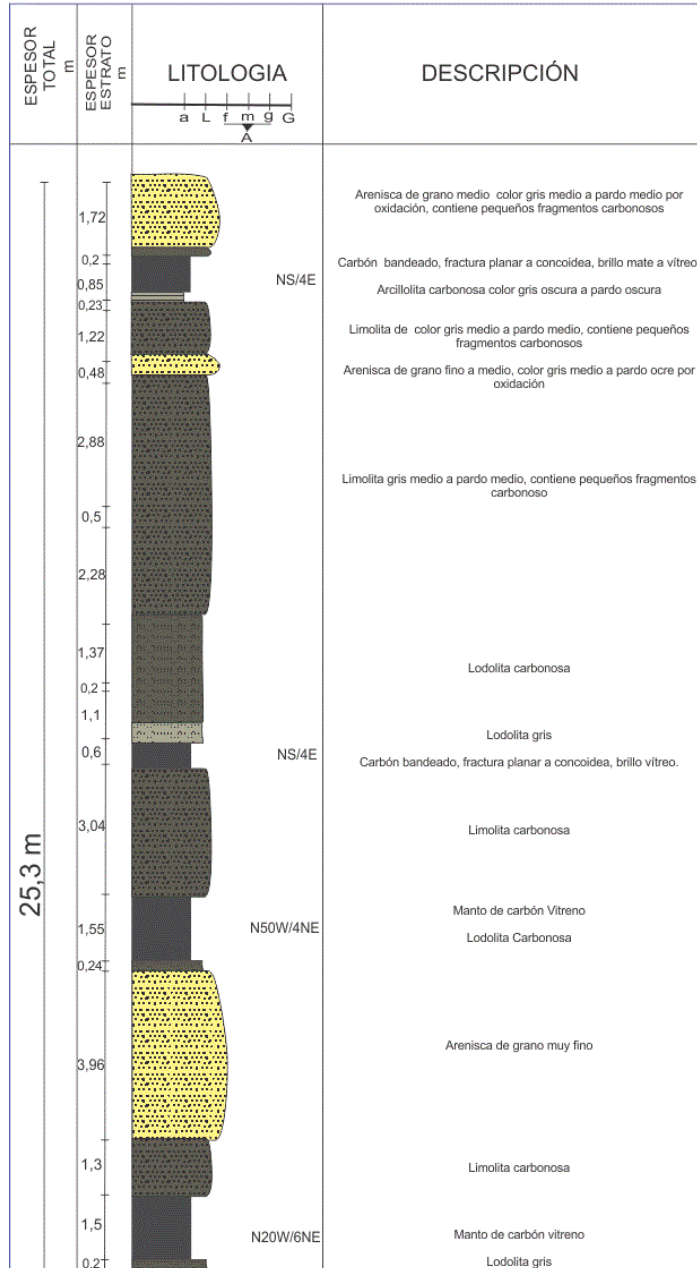 ESPESOR
TOTAL
m
ESPESOR
ESTRATO
m
LITOLOGIA
a L f m g G
A
DESCRIPCIÓN
25,3 m
1,72
Arenisca de grano medio color gris medio a pardo medio por
oxidación, contiene pequeños fragmentos carbonosos
0,2
Carbón bandeado, fractura planar a concoidea, brillo mate a vítreo
0,85
NS/4E
Arcillolita carbonosa color gris oscura a pardo oscura
0,23
1,22
Limolita de color gris medio a pardo medio, contiene pequeños
fragmentos carbonosos
0,48
Arenisca de grano fino a medio, color gris medio a pardo ocre por
oxidación
2,88
Limolita gris medio a pardo medio, contiene pequeños fragmentos
carbonoso
0,5
2,28
1,37
Lodolita carbonosa
0,2
1,1
Lodolita gris
0,6
NS/4E
Carbón bandeado, fractura planar a concoidea, brillo vítreo.
3,04
Limolita carbonosa
Manto de carbón Vitreno
1,55
N50W/4NE
Lodolita Carbonosa
0,24
3,96
Arenisca de grano muy fino
1,3
Limolita carbonosa
1,5
N20W/6NE
Manto de carbón vitreno
0,2
Lodolita gris